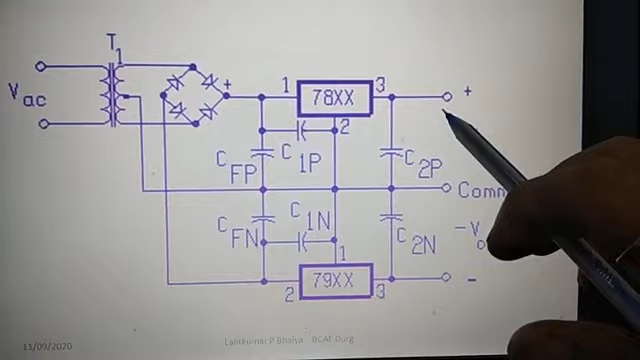 T1
Vac
+
1
78XX
3
+
2
CFP
C1P
C2P
Comm
CFN
C1N
C2N
-V
1
2
79XX
3
-
13/09/2020
Lalitkumar P Bhaiya BCAE Durg